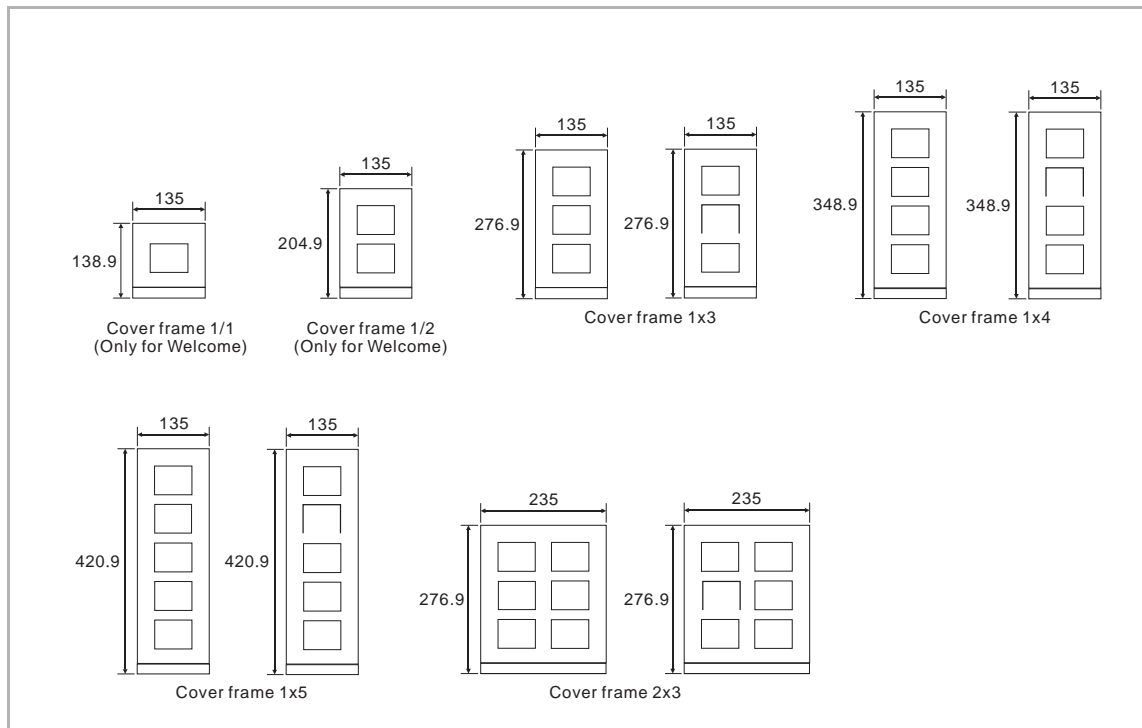 135
138.9
Cover frame 1/1
(Only for Welcome)
135
204.9
Cover frame 1/2
(Only for Welcome)
135
276.9
135
276.9
Cover frame 1x3
135
348.9
135
348.9
Cover frame 1x4
135
420.9
135
420.9
Cover frame 1x5
235
276.9
235
276.9
Cover frame 2x3